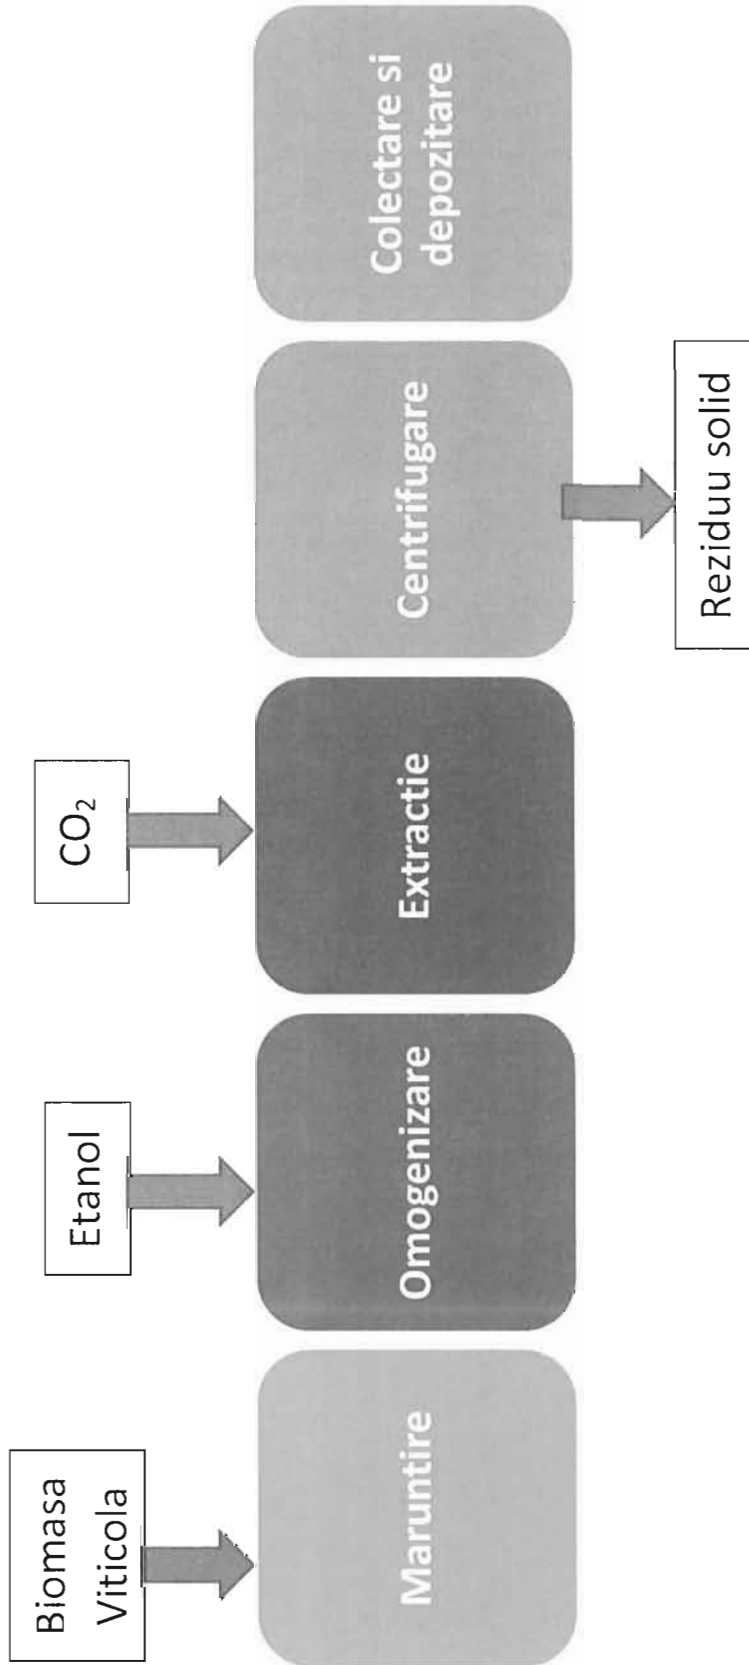 Biomasa
Viticola
Etanol
CO₂
Maruntire
Omogenizare
Extractie
Centrifugare
Colectare si
depozitare
Reziduu solid